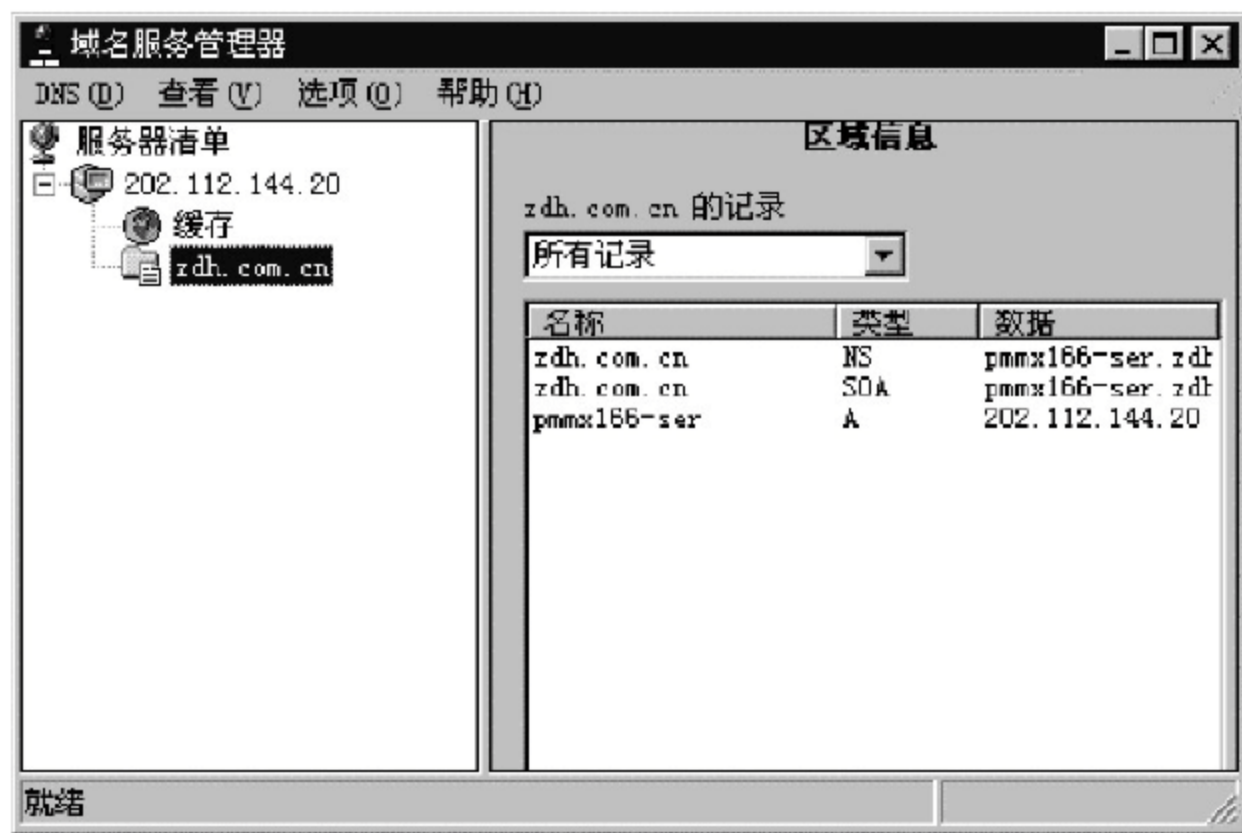 域名服务管理器
DNS(D) 查看(V) 选项(O) 帮助(H)
服务器清单
202.112.144.20
缓存
zdh.com.cn
区域信息
zdh.com.cn 的记录
所有记录
名称 类型 数据
zdh.com.cn NS pmmx166-ser.zdh
zdh.com.cn SOA pmmx166-ser.zdh
pmmx166-ser A 202.112.144.20
就绪